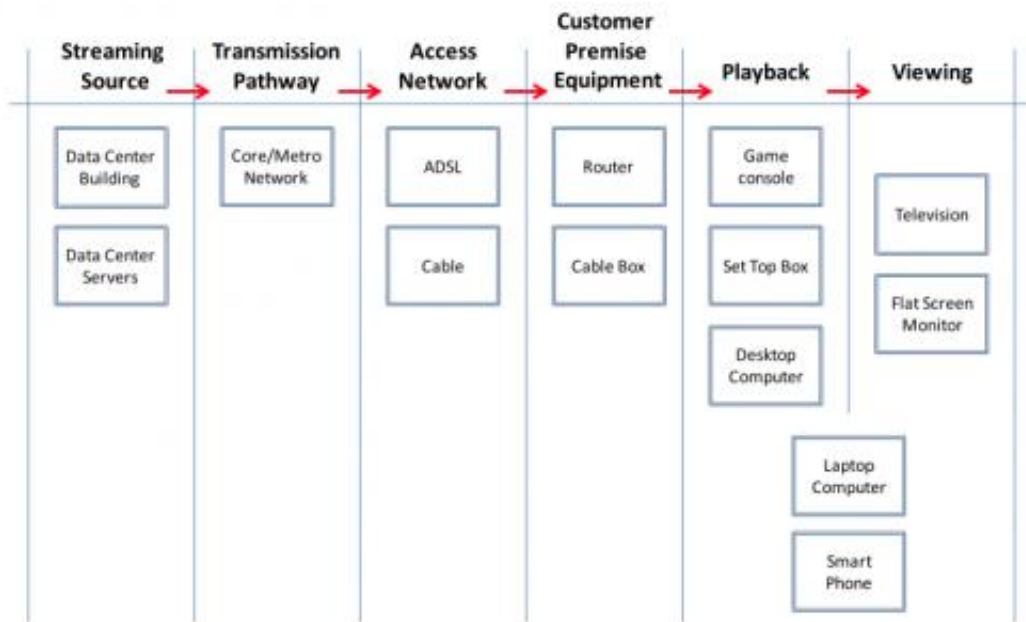 Streaming
Source
Transmission
Pathway
Access
Network
Customer
Premise
Equipment
Playback
Viewing
Data Center
Building
Data Center
Servers
Core/Metro
Network
ADSL
Cable
Router
Cable Box
Game
console
Set Top Box
Desktop
Computer
Television
Flat Screen
Monitor
Laptop
Computer
Smart
Phone